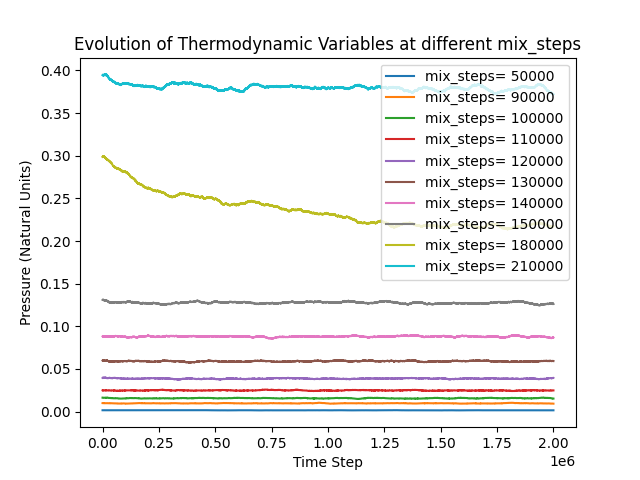 Evolution of Thermodynamic Variables at different mix_steps
mix_steps= 50000
mix_steps= 90000
mix_steps= 100000
mix_steps= 110000
mix_steps= 120000
mix_steps= 130000
mix_steps= 140000
mix_steps= 150000
mix_steps= 180000
mix_steps= 210000
Pressure (Natural Units)
0.40
0.35
0.30
0.25
0.20
0.15
0.10
0.05
0.00
0.00 0.25 0.50 0.75 1.00 1.25 1.50 1.75 2.00
Time Step
1e6